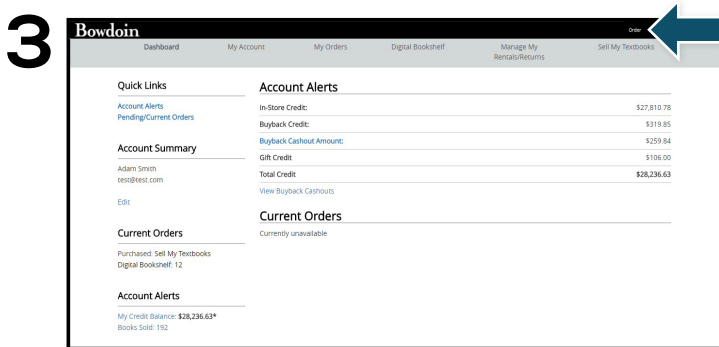 3
Bowdoin
Order
Dashboard My Account My Orders Digital Bookshelf Manage My Rentals/Returns Sell My Textbooks
Quick Links
Account Alerts
Pending/Current Orders
Account Summary
Adam Smith
test@test.com
Edit
Current Orders
Purchased: Sell My Textbooks
Digital Bookshelf: 12
Account Alerts
My Credit Balance: $28,236.63*
Books Sold: 192
Account Alerts
In-Store Credit: $27,810.78
Buyback Credit: $319.85
Buyback Cashout Amount: $259.84
Gift Credit $106.00
Total Credit $28,236.63
View Buyback Cashouts
Current Orders
Currently unavailable